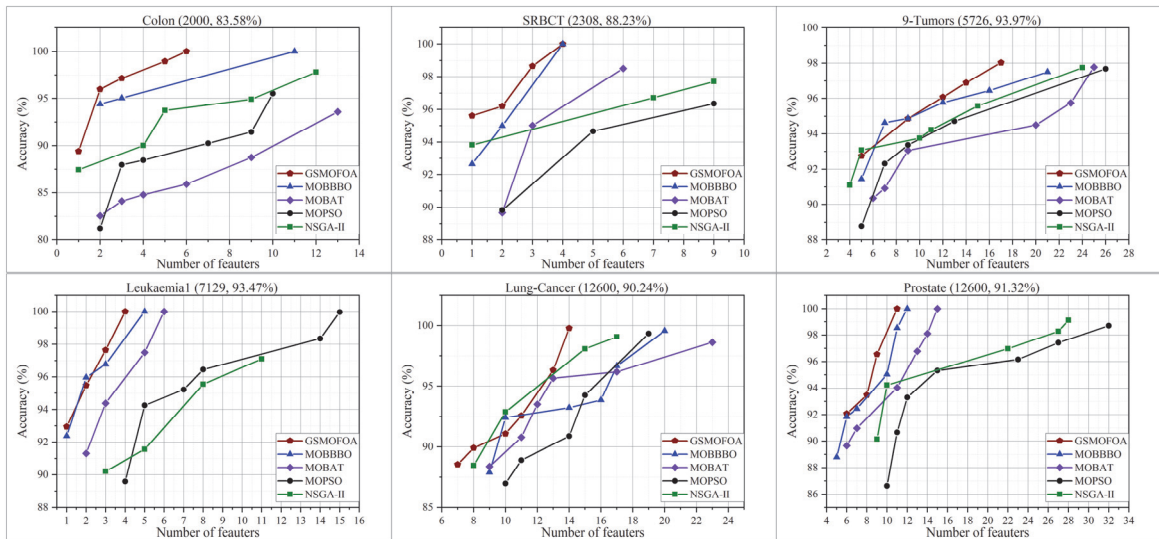 Colon (2000, 83.58%)
100
95
90
85
80
0 2 4 6 8 10 12 14
Accuracy (%)
Number of feauters
GSMOFOA
MOBBBO
MOBAT
MOPSO
NSGA-II
SRBCT (2308, 88.23%)
100
98
96
94
92
90
88
1 2 3 4 5 6 7 8 9
Accuracy (%)
Number of feauters
GSMOFOA
MOBBBO
MOBAT
MOPSO
NSGA-II
9-Tumors (5726, 93.97%)
100
98
96
94
92
90
88
2 4 6 8 10 12 14 16 18 20 22 24 26 28
Accuracy (%)
Number of feauters
GSMOFOA
MOBBBO
MOBAT
MOPSO
NSGA-II
Leukaemia1 (7129, 93.47%)
100
98
96
94
92
90
88
1 2 3 4 5 6 7 8 9 10 11 12 13 14 15 16
Accuracy (%)
Number of feauters
GSMOFOA
MOBBBO
MOBAT
MOPSO
NSGA-II
Lung-Cancer (12600, 90.24%)
100
95
90
85
6 8 10 12 14 16 18 20 22 24
Accuracy (%)
Number of feauters
GSMOFOA
MOBBBO
MOBAT
MOPSO
NSGA-II
Prostate (12600, 91.32%)
100
98
96
94
92
90
88
86
4 6 8 10 12 14 16 18 20 22 24 26 28 30 32 34
Accuracy (%)
Number of feauters
GSMOFOA
MOBBBO
MOBAT
MOPSO
NSGA-II